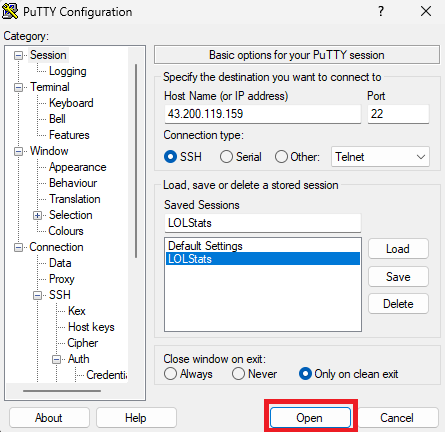 PuTTY Configuration
Category:
Session
Logging
Terminal
Keyboard
Bell
Features
Window
Appearance
Behaviour
Translation
Selection
Colours
Connection
Data
Proxy
SSH
Kex
Host keys
Cipher
Auth
Basic options for your PuTTY session
Specify the destination you want to connect to
Host Name (or IP address) Port
43.200.119.159 22
Connection type:
SSH Serial Other: Telnet
Load, save or delete a stored session
Saved Sessions
LOLStats
Default Settings Load
LOLStats
Save
Delete
Close window on exit:
Always Never Only on clean exit
About Help Open Cancel